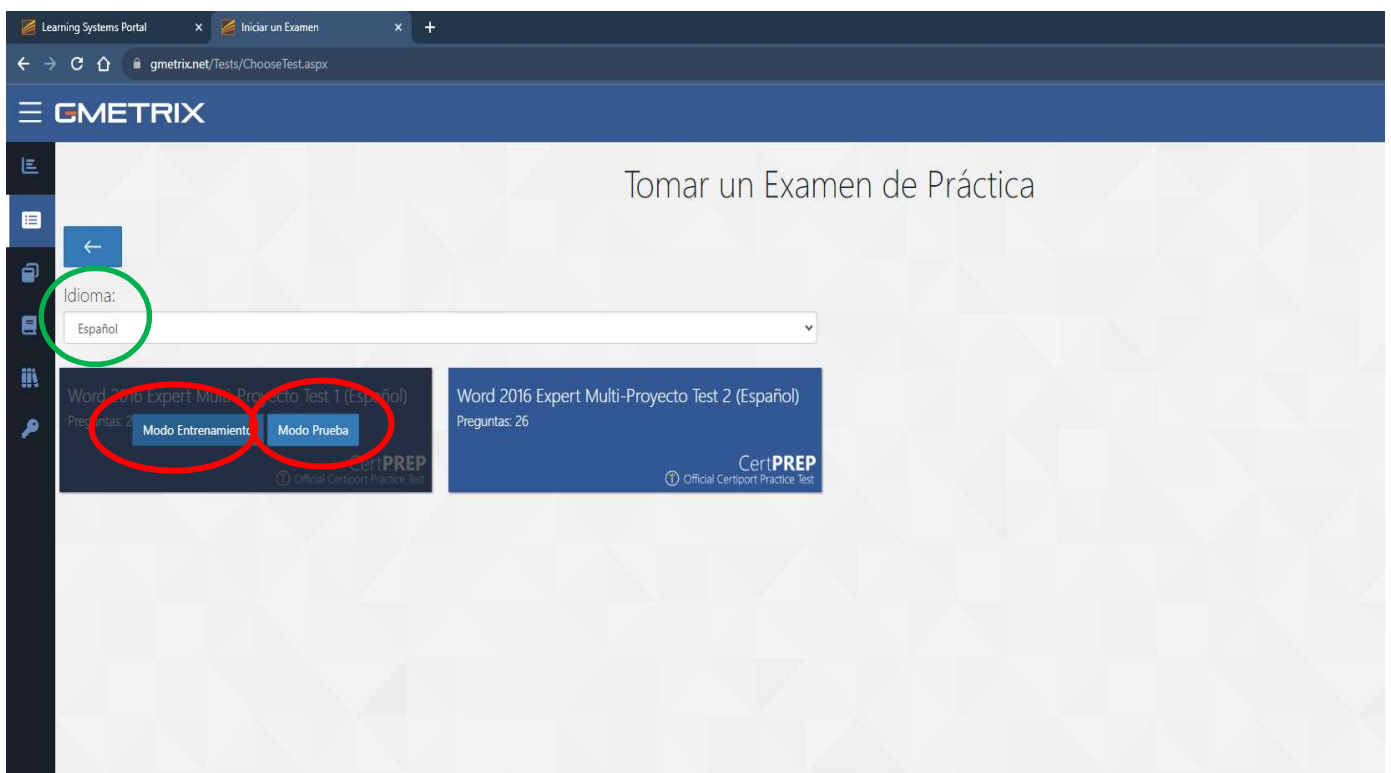 Learning Systems Portal
Iniciar un Examen
gmetrix.net/Tests/ChooseTest.aspx
GMETRIX
Tomar un Examen de Práctica
Idioma:
Español
Word 2016 Expert Multi-Proyecto Test 1 (Español)
Preguntas: 2
Modo Entrenamiento
Modo Prueba
CertPREP
Official Certiport Practice Test
Word 2016 Expert Multi-Proyecto Test 2 (Español)
Preguntas: 26
CertPREP
Official Certiport Practice Test